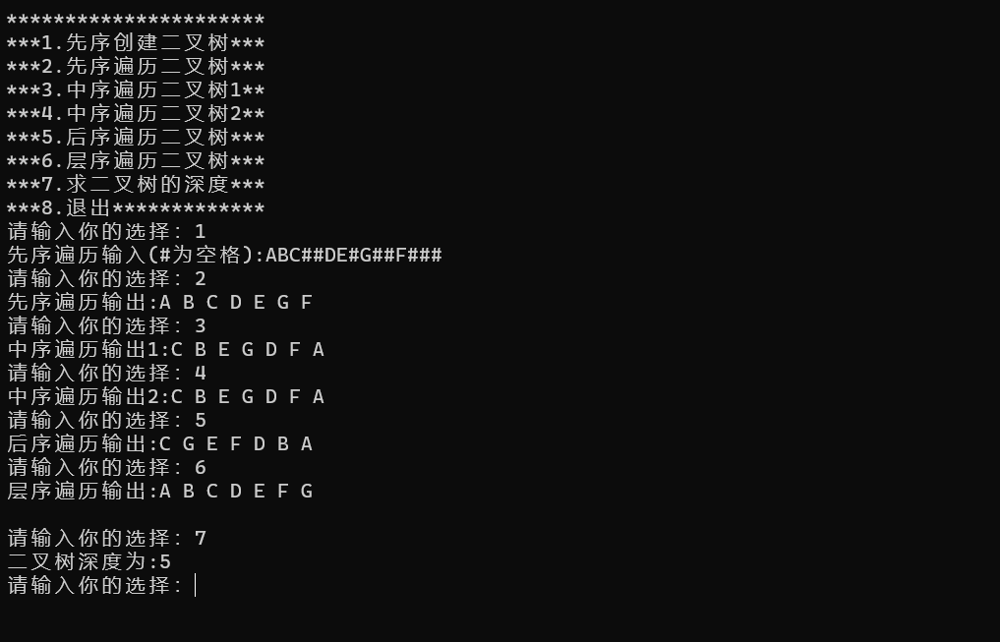 **********************
***1.先序创建二叉树***
***2.先序遍历二叉树***
***3.中序遍历二叉树1**
***4.中序遍历二叉树2**
***5.后序遍历二叉树***
***6.层序遍历二叉树***
***7.求二叉树的深度***
***8.退出*************
请输入你的选择：1
先序遍历输入(#为空格):ABC##DE#G##F###
请输入你的选择：2
先序遍历输出:A B C D E G F
请输入你的选择：3
中序遍历输出1:C B E G D F A
请输入你的选择：4
中序遍历输出2:C B E G D F A
请输入你的选择：5
后序遍历输出:C G E F D B A
请输入你的选择：6
层序遍历输出:A B C D E F G
请输入你的选择：7
二叉树深度为:5
请输入你的选择：